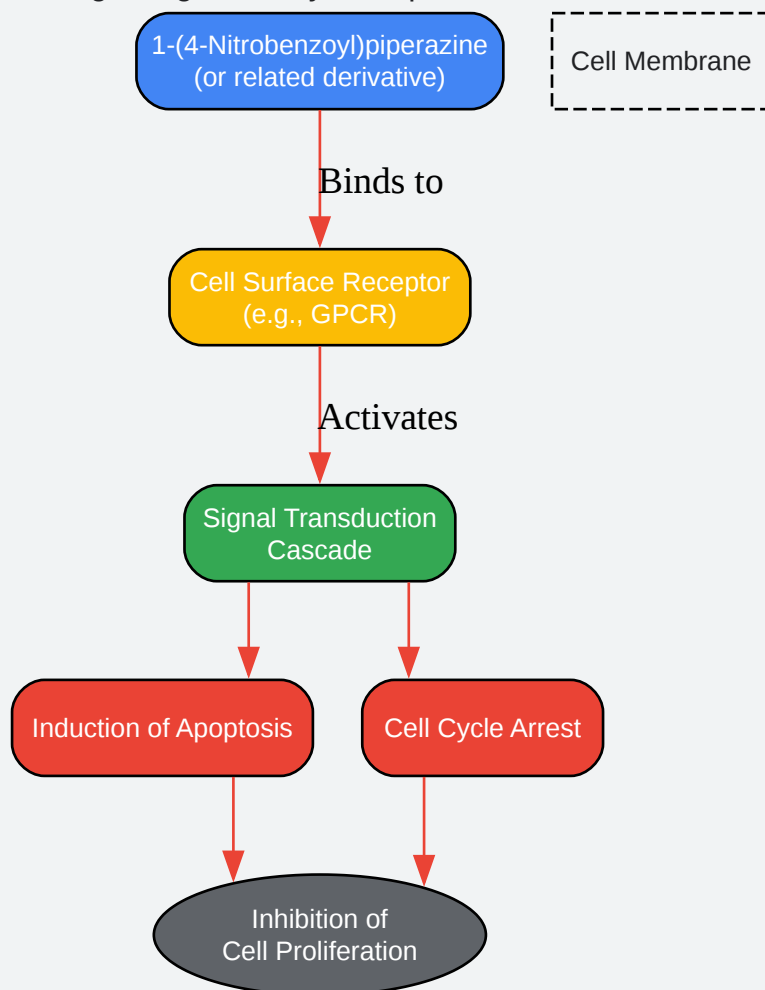 1-(4-Nitrobenzoyl)piperazine
(or related derivative)
Cell Membrane
Binds to
Cell Surface Receptor
(e.g., GPCR)
Activates
Signal Transduction
Cascade
Induction of Apoptosis
Cell Cycle Arrest
Inhibition of
Cell Proliferation